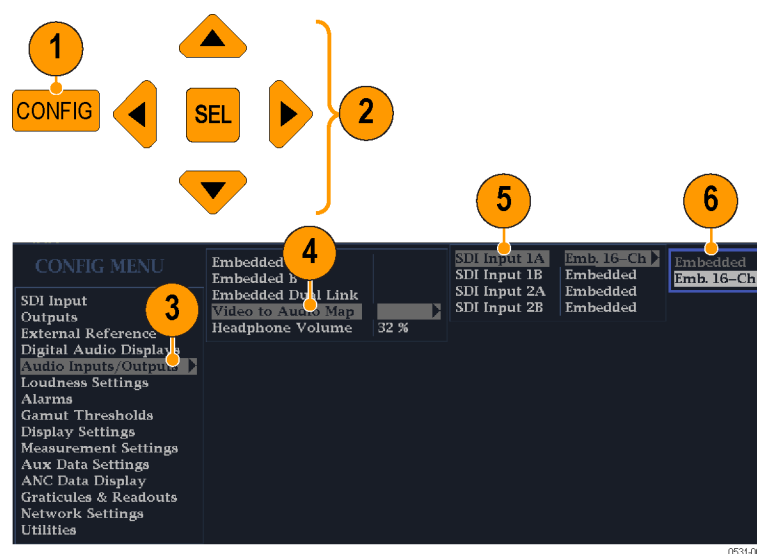 1
CONFIG
SEL
2
5
6
4
3
CONFIG MENU
SDI Input
Outputs
External Reference
Digital Audio Displays
Audio Inputs/Outputs
Loudness Settings
Alarms
Gamut Thresholds
Display Settings
Measurement Settings
Aux Data Settings
ANC Data Display
Graticules & Readouts
Network Settings
Utilities
Embedded
Embedded B
Embedded Dual Link
Video to Audio Map
Headphone Volume 32 %
SDI Input 1A Emb. 16-Ch
SDI Input 1B Embedded
SDI Input 2A Embedded
SDI Input 2B Embedded
Embedded
Emb. 16-Ch